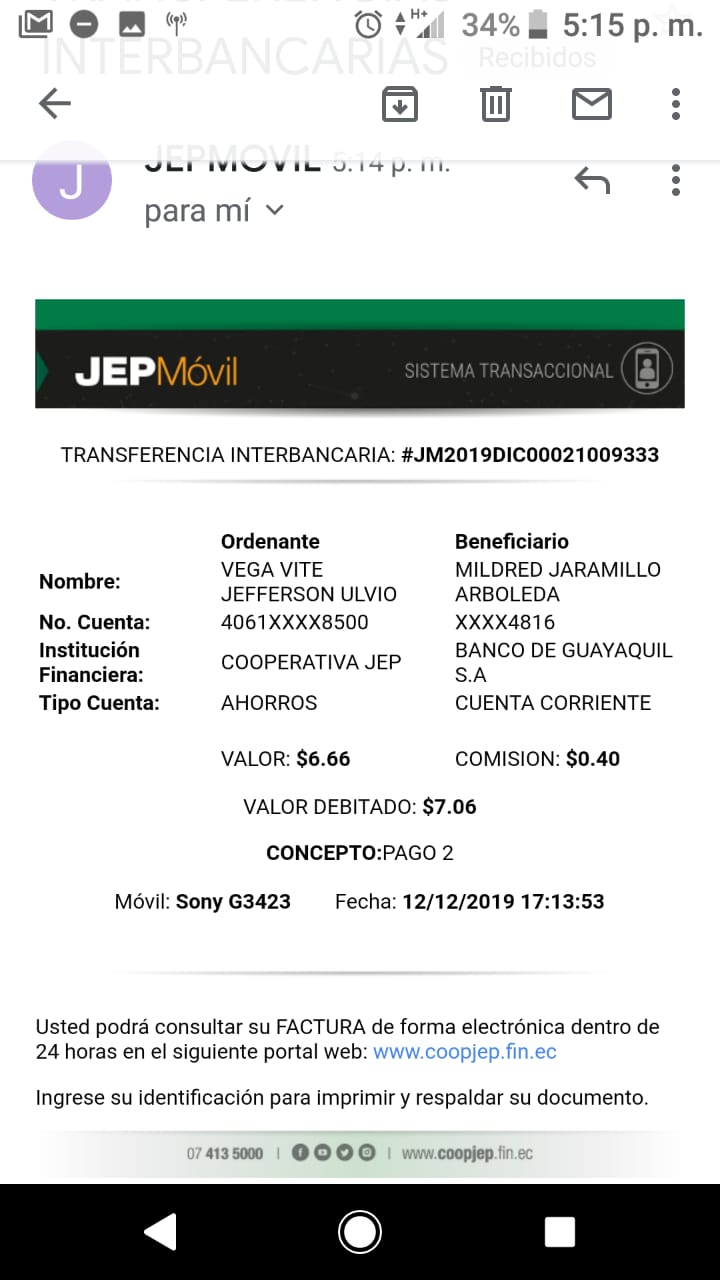 H+ 34% 5:15 p. m.
INTERBANCARIAS Recibidos
J JEPMOVIL 5:14 p. m.
para mí
JEPMóvil SISTEMA TRANSACCIONAL
TRANSFERENCIA INTERBANCARIA: #JM2019DIC00021009333
Ordenante Beneficiario
Nombre: VEGA VITE JEFFERSON ULVIO MILDRED JARAMILLO ARBOLEDA
No. Cuenta: 4061XXXX8500 XXXX4816
Institución Financiera: COOPERATIVA JEP BANCO DE GUAYAQUIL S.A
Tipo Cuenta: AHORROS CUENTA CORRIENTE
VALOR: $6.66 COMISION: $0.40
VALOR DEBITADO: $7.06
CONCEPTO:PAGO 2
Móvil: Sony G3423 Fecha: 12/12/2019 17:13:53
Usted podrá consultar su FACTURA de forma electrónica dentro de
24 horas en el siguiente portal web: www.coopjep.fin.ec
Ingrese su identificación para imprimir y respaldar su documento.
07 413 5000 | | www.coopjep.fin.ec